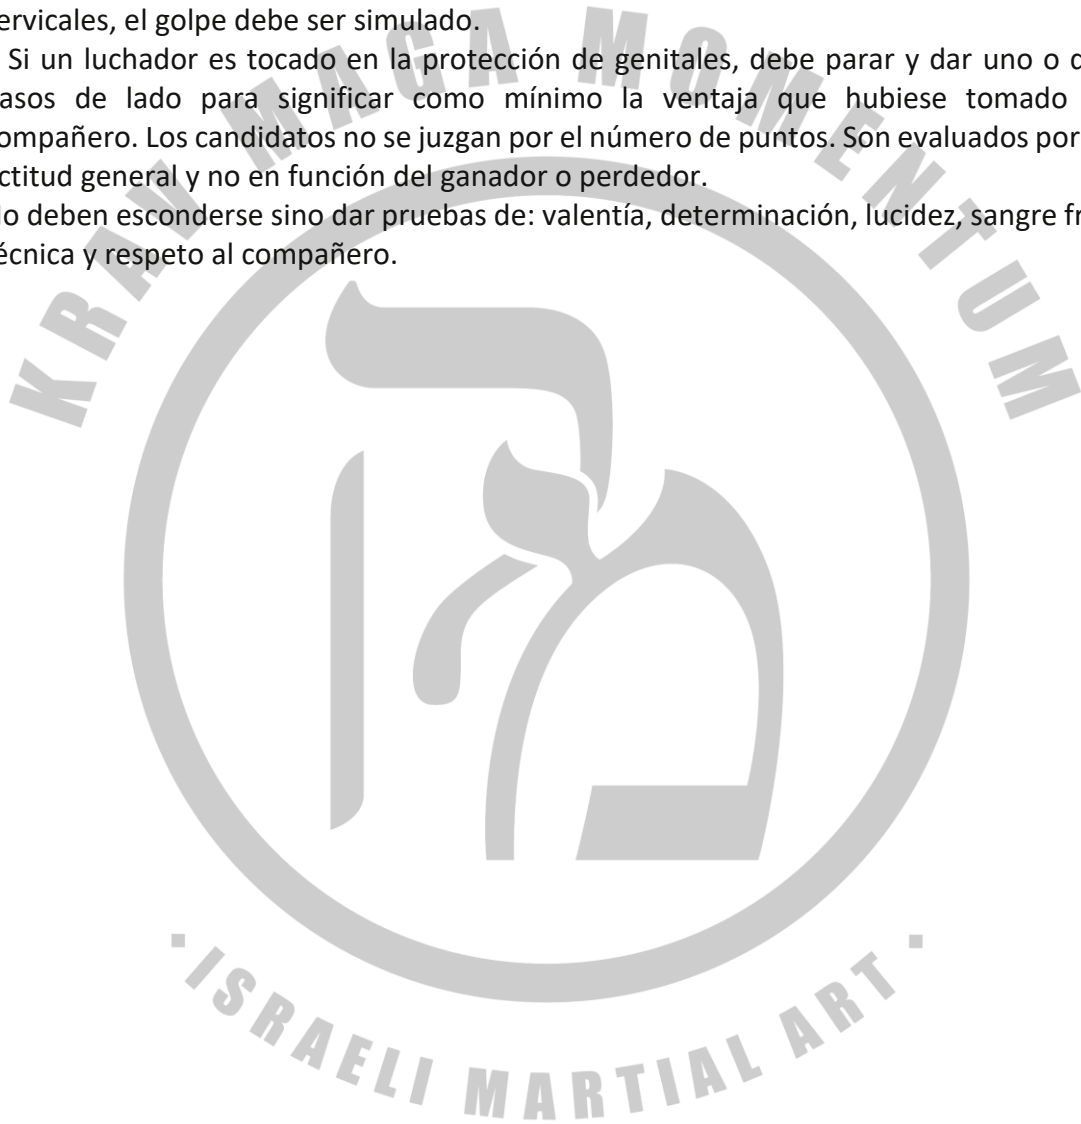 ervicales, el golpe debe ser simulado.
Si un luchador es tocado en la protección de genitales, debe parar y dar uno o d
asos de lado para significar como mínimo la ventaja que hubiese tomado
ompañero. Los candidatos no se juzgan por el número de puntos. Son evaluados por
ctitud general y no en función del ganador o perdedor.
o deben esconderse sino dar pruebas de: valentía, determinación, lucidez, sangre fr
écnica y respeto al compañero.
KRAV MAGA MOMENTUM
· ISRAELI MARTIAL ART ·